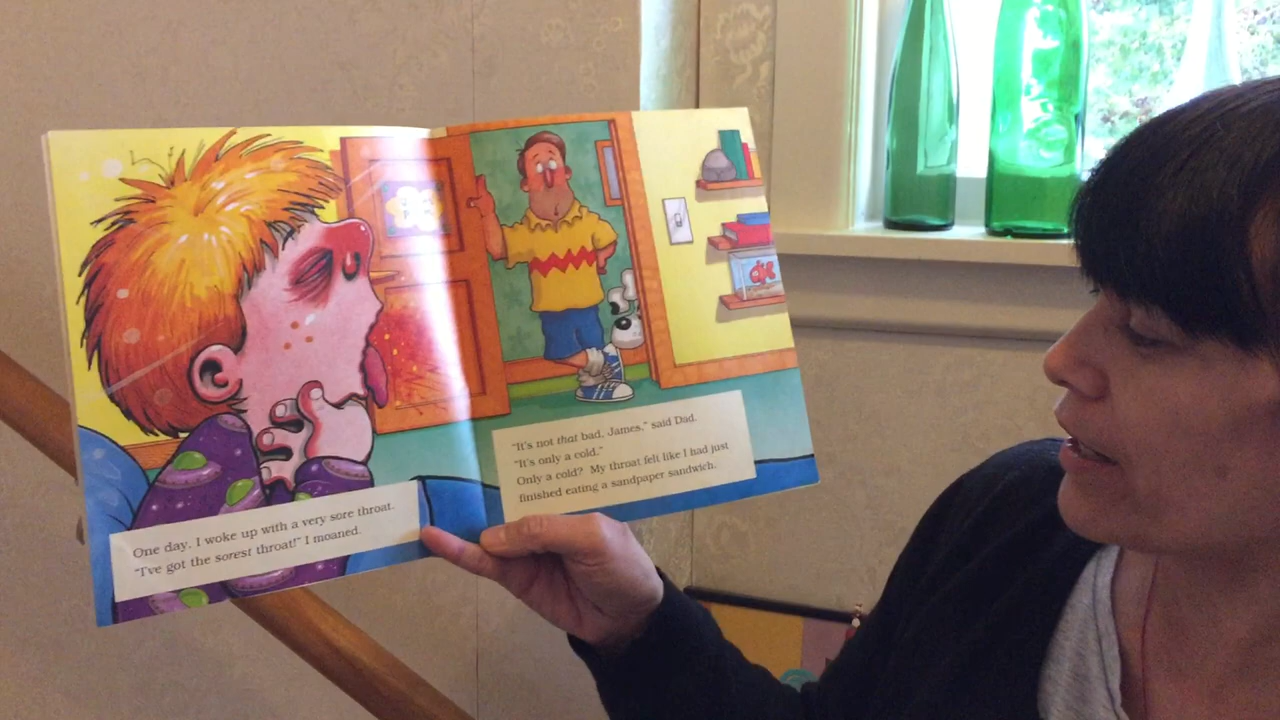 One day, I woke up with a very sore throat.
"I've got the sorest throat!" I moaned.
"It's not that bad, James," said Dad.
"It's only a cold."
Only a cold? My throat felt like I had just
finished eating a sandpaper sandwich.